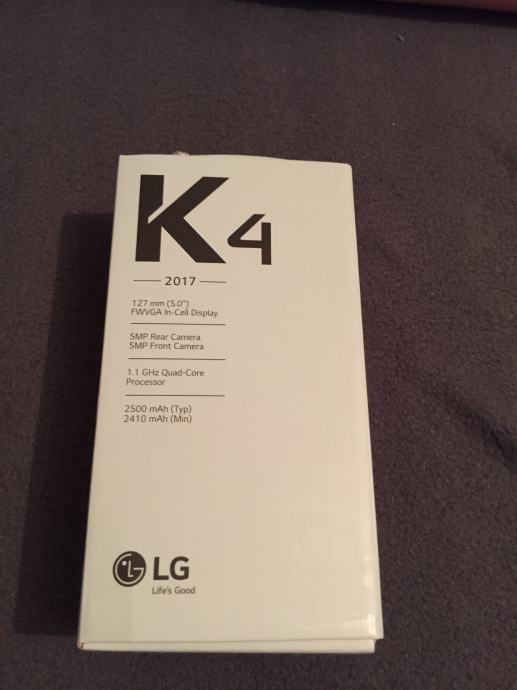 K4
2017
127 mm (5.0")
FWVGA In-Cell Display
5MP Rear Camera
5MP Front Camera
1.1 GHz Quad-Core
Processor
2500 mAh (Typ)
2410 mAh (Min)
LG
Life's Good